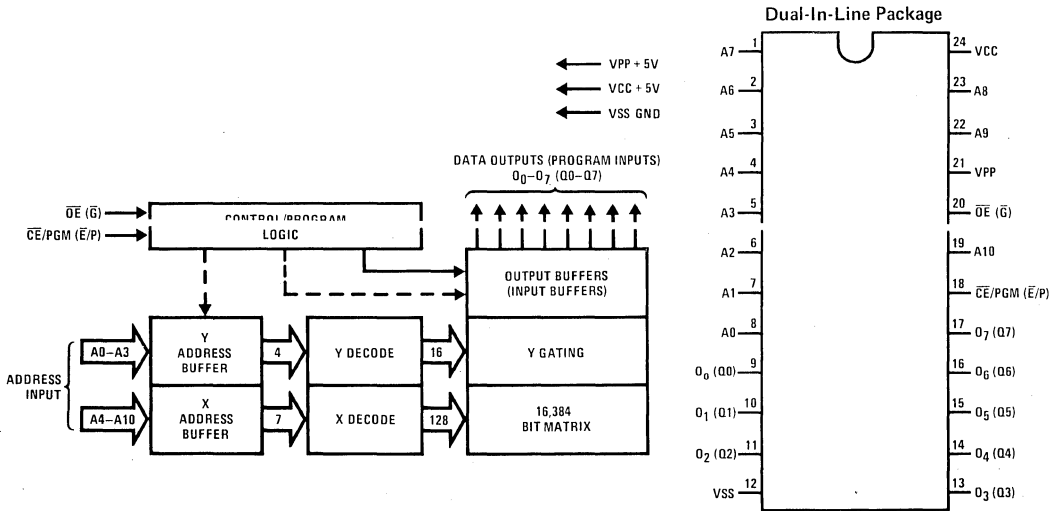 Dual-In-Line Package
VPP + 5V
VCC + 5V
VSS GND
DATA OUTPUTS (PROGRAM INPUTS)
O0–O7 (Q0–Q7)
OE (G)
CE/PGM (E/P)
CONTROL/PROGRAM
LOGIC
OUTPUT BUFFERS
(INPUT BUFFERS)
ADDRESS
INPUT
A0–A3
Y
ADDRESS
BUFFER
4
Y DECODE
16
Y GATING
A4–A10
X
ADDRESS
BUFFER
7
X DECODE
128
16,384
BIT MATRIX
A7 1
24 VCC
A6 2
23 A8
A5 3
22 A9
A4 4
21 VPP
A3 5
20 OE (G)
A2 6
19 A10
A1 7
18 CE/PGM (E/P)
A0 8
17 O7 (Q7)
Oo (Q0) 9
16 O6 (Q6)
O1 (Q1) 10
15 O5 (Q5)
O2 (Q2) 11
14 O4 (Q4)
VSS 12
13 O3 (Q3)